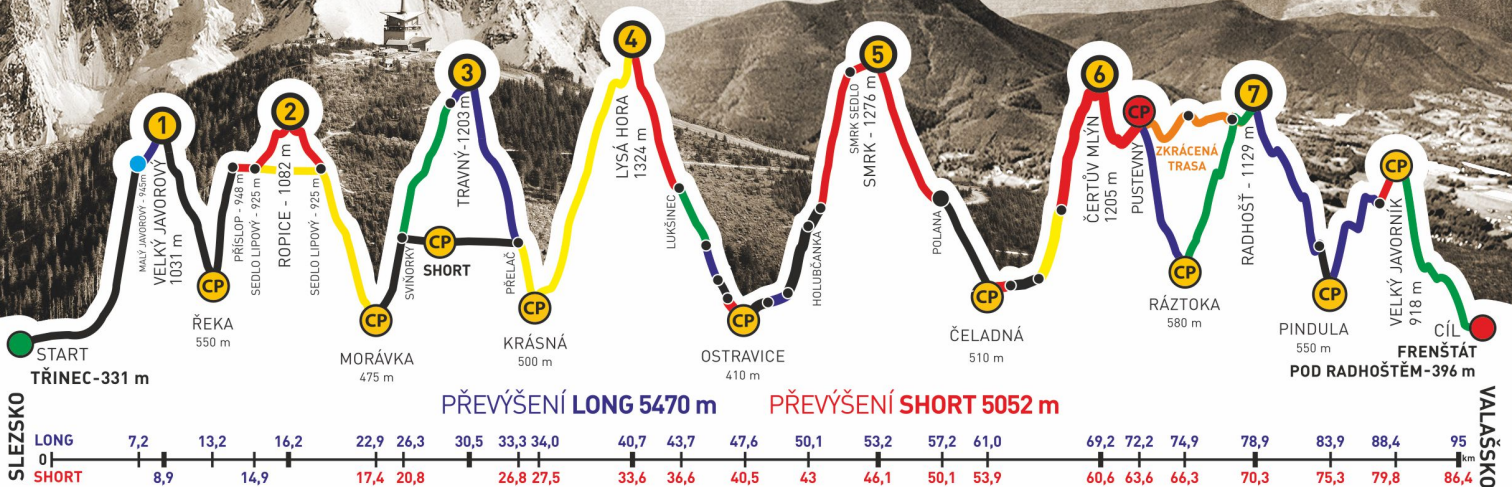 1
2
3
4
5
6
7
MALÝ JAVOROVÝ - 945m
VELKÝ JAVOROVÝ
1031 m
CP
ŘEKA
550 m
PŘÍSLOP - 948 m
SEDLO LIPOVÝ - 925 m
ROPICE - 1082 m
SEDLO LIPOVÝ - 925 m
CP
MORÁVKA
475 m
SVIŇORKY
CP
SHORT
TRAVNÝ-1203 m
PŘELAČ
CP
KRÁSNÁ
500 m
LYSÁ HORA
1324 m
LUKŠINEC
CP
OSTRAVICE
410 m
HOLUBČANKA
SMRK SEDLO
SMRK - 1276 m
POLANA
CP
ČELADNÁ
510 m
ČERTŮV MLÝN
1205 m
CP
PUSTEVNY
ZKRÁCENÁ
TRASA
CP
RÁZTOKA
580 m
RADHOŠŤ - 1129 m
CP
PINDULA
550 m
CP
VELKÝ JAVORNÍK
918 m
START
TŘINEC-331 m
CÍL
FRENŠTÁT
POD RADHOŠTĚM-396 m
PŘEVÝŠENÍ LONG 5470 m
PŘEVÝŠENÍ SHORT 5052 m
SLEZSKO
VALAŠSKO
LONG 7,2 13,2 16,2 22,9 26,3 30,5 33,3 34,0 40,7 43,7 47,6 50,1 53,2 57,2 61,0 69,2 72,2 74,9 78,9 83,9 88,4 95
0 km
SHORT 8,9 14,9 17,4 20,8 26,8 27,5 33,6 36,6 40,5 43 46,1 50,1 53,9 60,6 63,6 66,3 70,3 75,3 79,8 86,4